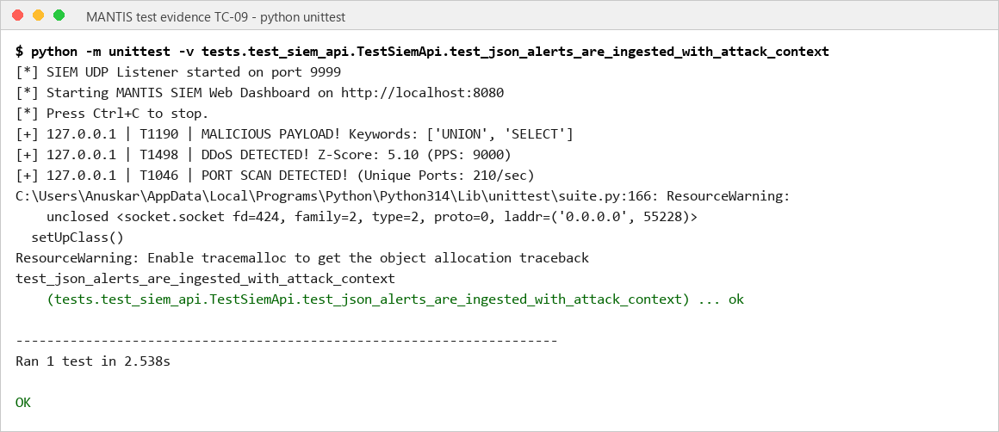 MANTIS test evidence TC-09 - python unittest
$ python -m unittest -v tests.test_siem_api.TestSiemApi.test_json_alerts_are_ingested_with_attack_context
[*] SIEM UDP Listener started on port 9999
[*] Starting MANTIS SIEM Web Dashboard on http://localhost:8080
[*] Press Ctrl+C to stop.
[+] 127.0.0.1 | T1190 | MALICIOUS PAYLOAD! Keywords: ['UNION', 'SELECT']
[+] 127.0.0.1 | T1498 | DDoS DETECTED! Z-Score: 5.10 (PPS: 9000)
[+] 127.0.0.1 | T1046 | PORT SCAN DETECTED! (Unique Ports: 210/sec)
C:\Users\Anuskar\AppData\Local\Programs\Python\Python314\Lib\unittest\suite.py:166: ResourceWarning:
    unclosed <socket.socket fd=424, family=2, type=2, proto=0, laddr=('0.0.0.0', 55228)>
  setUpClass()
ResourceWarning: Enable tracemalloc to get the object allocation traceback
test_json_alerts_are_ingested_with_attack_context
    (tests.test_siem_api.TestSiemApi.test_json_alerts_are_ingested_with_attack_context) ... ok
----------------------------------------------------------------------
Ran 1 test in 2.538s
OK